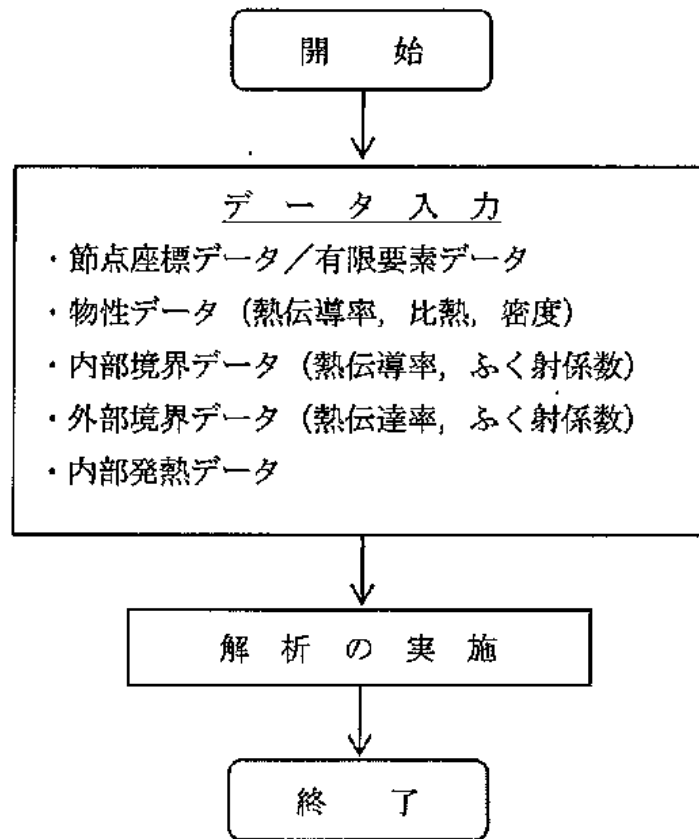 開 始
データ入力
・節点座標データ／有限要素データ
・物性データ（熱伝導率，比熱，密度）
・内部境界データ（熱伝導率，ふく射係数）
・外部境界データ（熱伝達率，ふく射係数）
・内部発熱データ
解析の実施
終 了